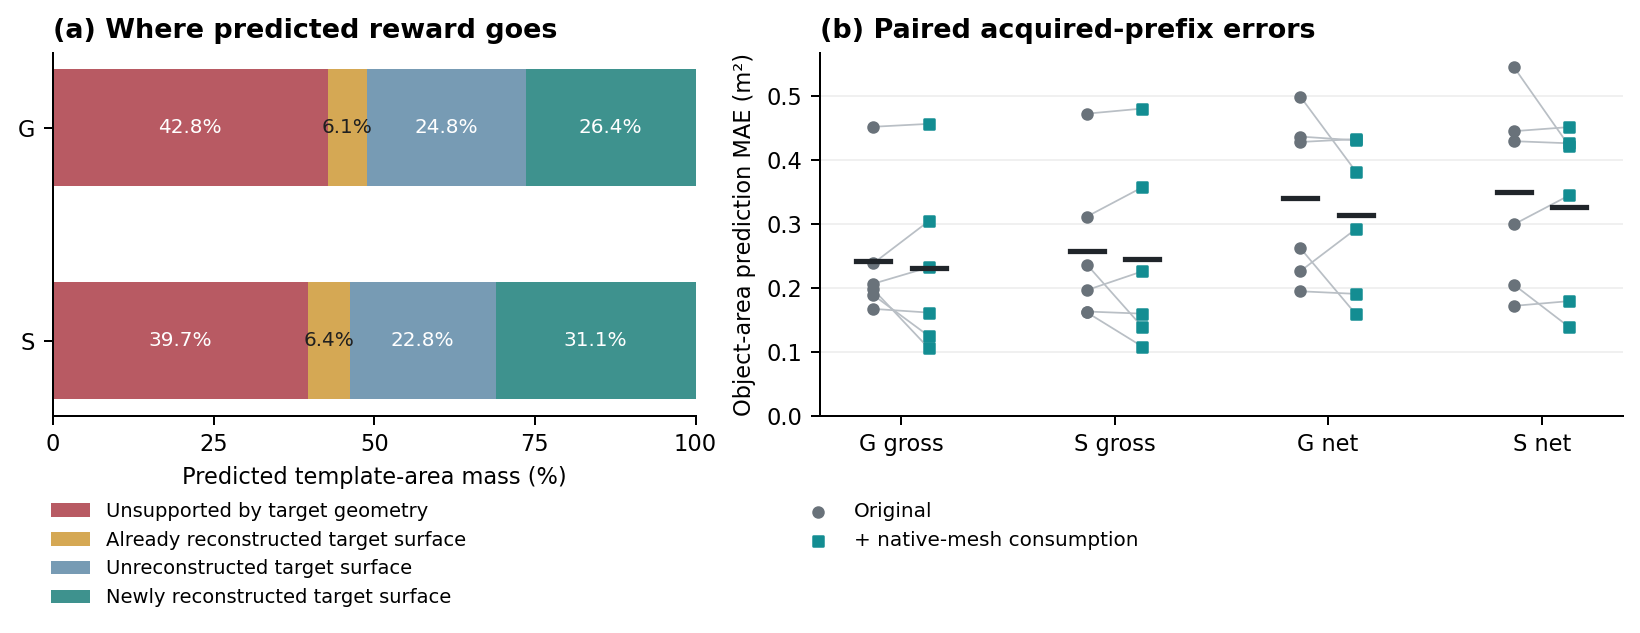 (a) Where predicted reward goes
G
42.8%
6.1%
24.8%
26.4%
S
39.7%
6.4%
22.8%
31.1%
0
25
50
75
100
Predicted template-area mass (%)
Unsupported by target geometry
Already reconstructed target surface
Unreconstructed target surface
Newly reconstructed target surface
(b) Paired acquired-prefix errors
Object-area prediction MAE (m²)
0.5
0.4
0.3
0.2
0.1
0.0
G gross
S gross
G net
S net
Original
+ native-mesh consumption